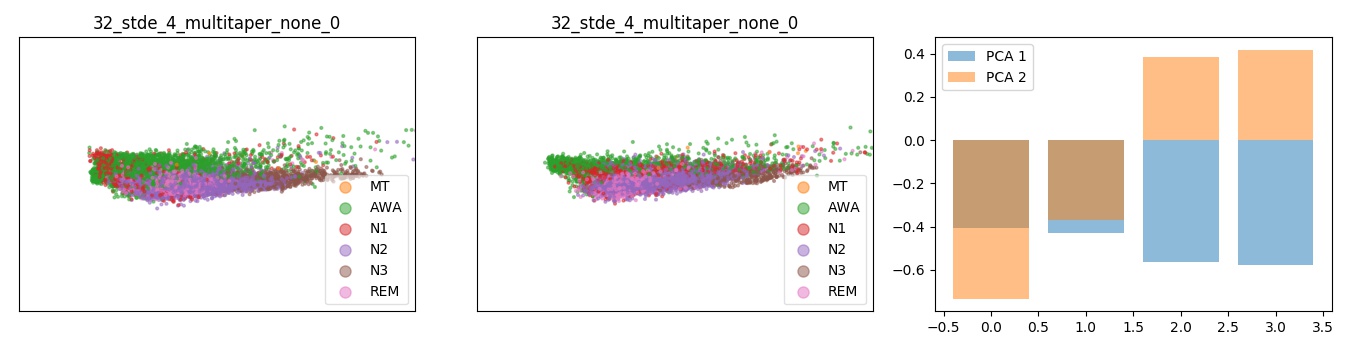 32_stde_4_multitaper_none_0
MT
AWA
N1
N2
N3
REM
32_stde_4_multitaper_none_0
MT
AWA
N1
N2
N3
REM
PCA 1
PCA 2
0.4
0.2
0.0
−0.2
−0.4
−0.6
−0.5 0.0 0.5 1.0 1.5 2.0 2.5 3.0 3.5